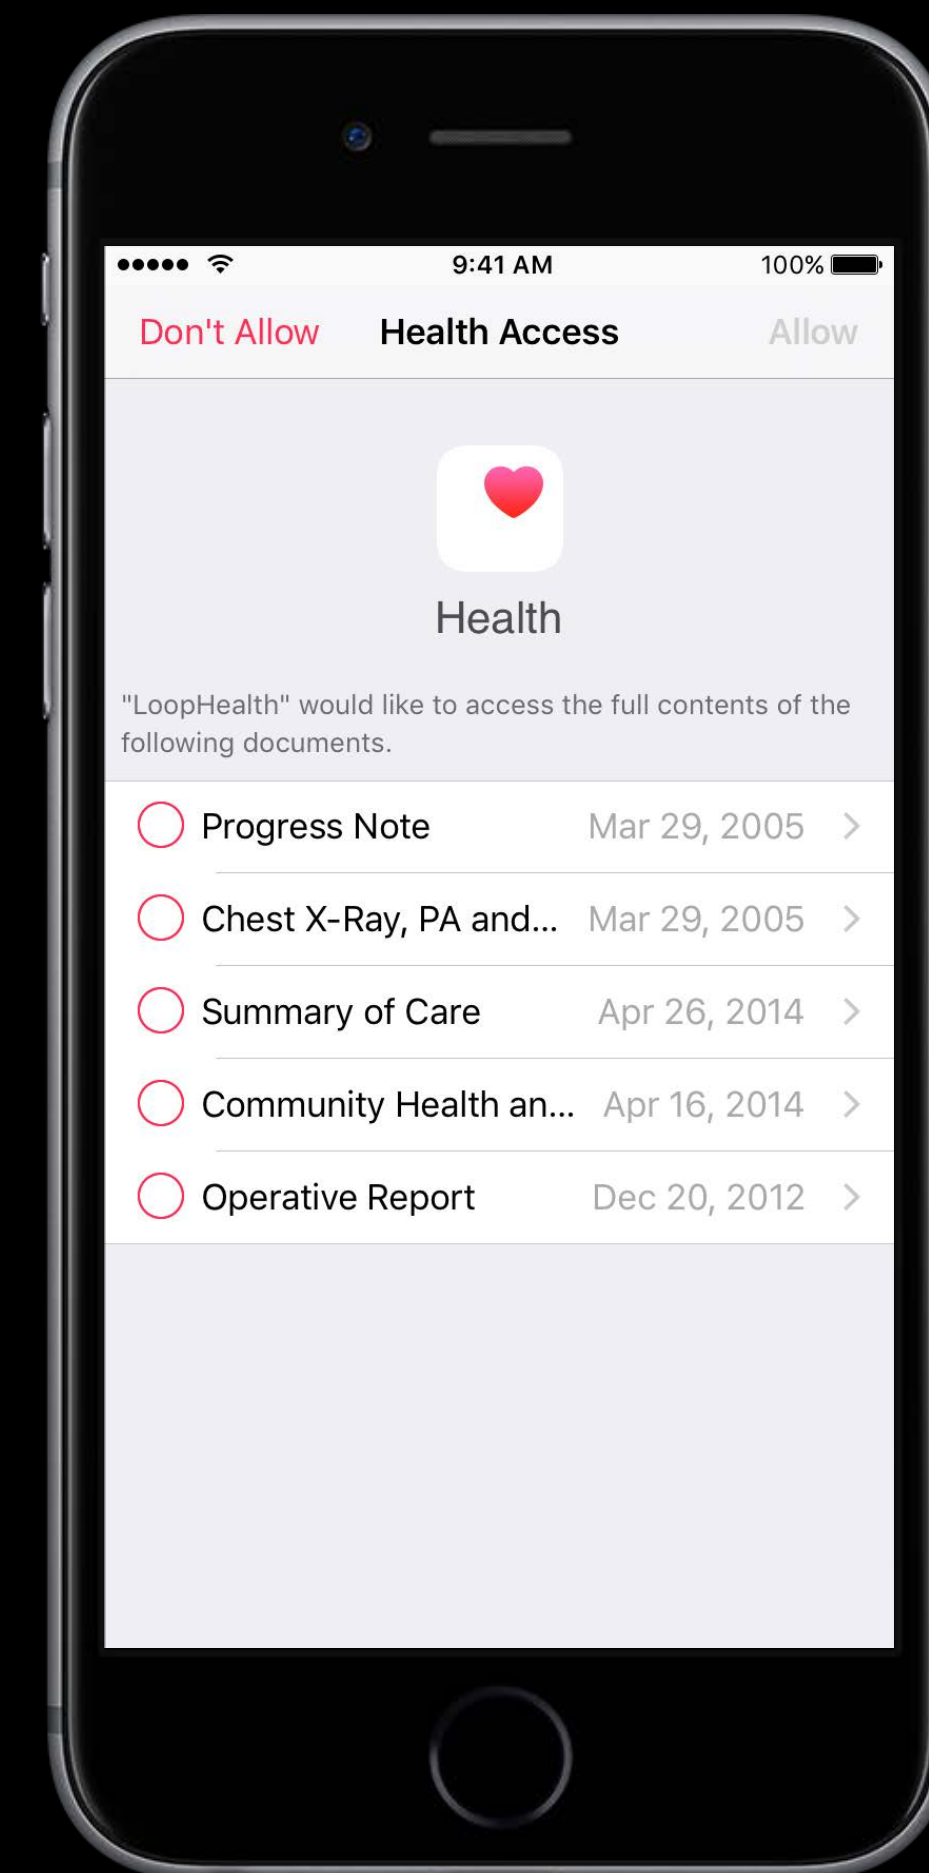 9:41 AM 100%
Don't Allow Health Access Allow
Health
"LoopHealth" would like to access the full contents of the
following documents.
Progress Note Mar 29, 2005
Chest X-Ray, PA and... Mar 29, 2005
Summary of Care Apr 26, 2014
Community Health an... Apr 16, 2014
Operative Report Dec 20, 2012